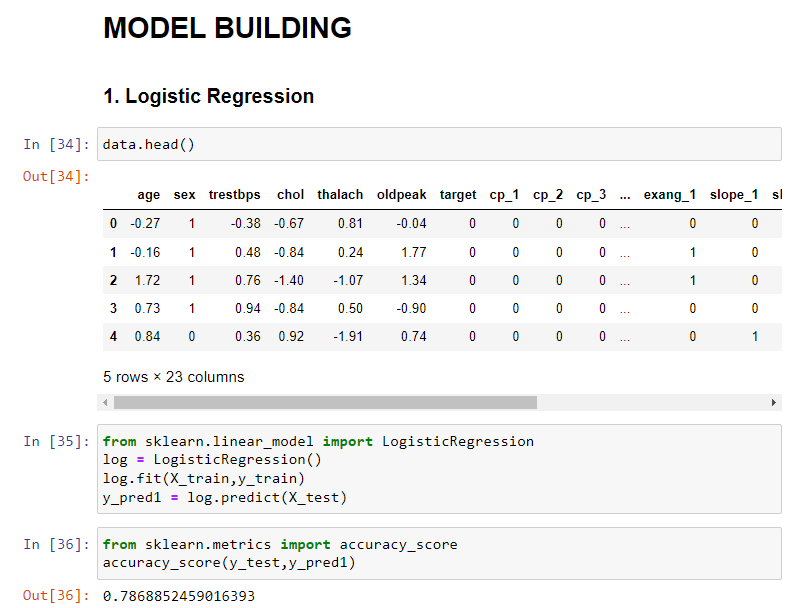 MODEL BUILDING
1. Logistic Regression
In [34]: data.head()
Out[34]:
age sex trestbps chol thalach oldpeak target cp_1 cp_2 cp_3 ... exang_1 slope_1 sl
0 -0.27 1 -0.38 -0.67 0.81 -0.04 0 0 0 0 ... 0 0
1 -0.16 1 0.48 -0.84 0.24 1.77 0 0 0 0 ... 1 0
2 1.72 1 0.76 -1.40 -1.07 1.34 0 0 0 0 ... 1 0
3 0.73 1 0.94 -0.84 0.50 -0.90 0 0 0 0 ... 0 0
4 0.84 0 0.36 0.92 -1.91 0.74 0 0 0 0 ... 0 1
5 rows × 23 columns
In [35]: from sklearn.linear_model import LogisticRegression
log = LogisticRegression()
log.fit(X_train,y_train)
y_pred1 = log.predict(X_test)
In [36]: from sklearn.metrics import accuracy_score
accuracy_score(y_test,y_pred1)
Out[36]: 0.7868852459016393